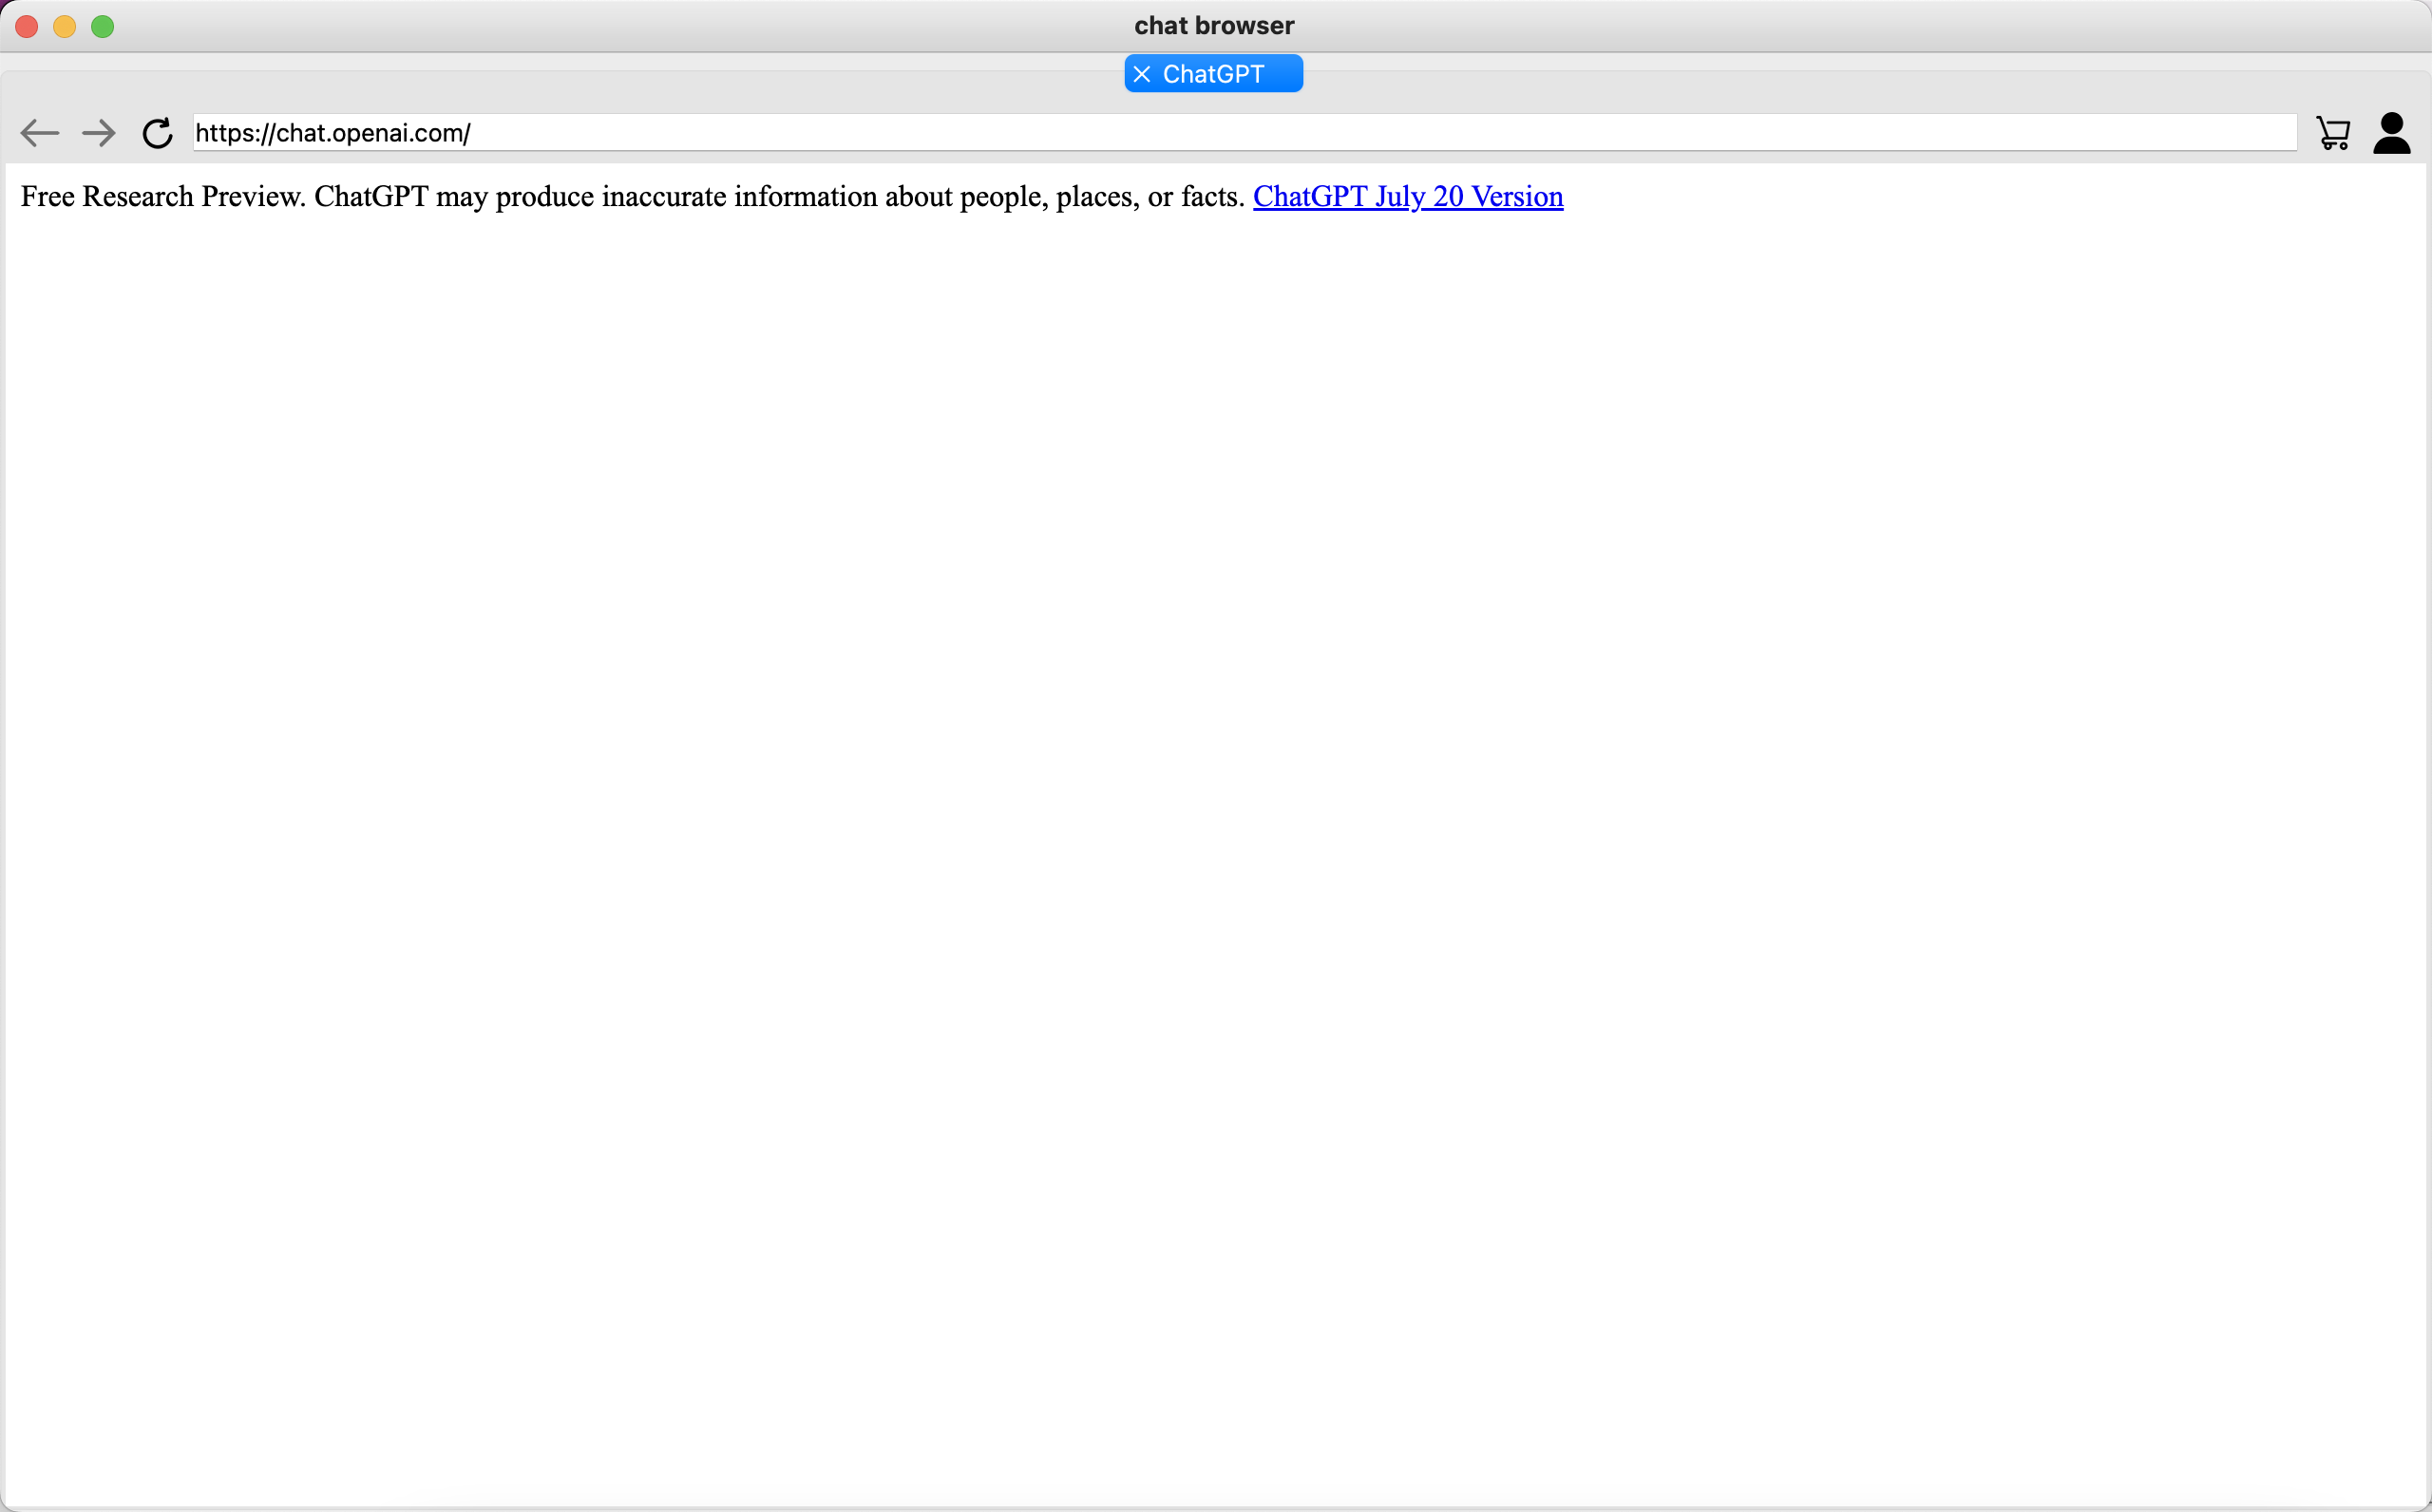 chat browser
ChatGPT
https://chat.openai.com/
Free Research Preview. ChatGPT may produce inaccurate information about people, places, or facts. ChatGPT July 20 Version